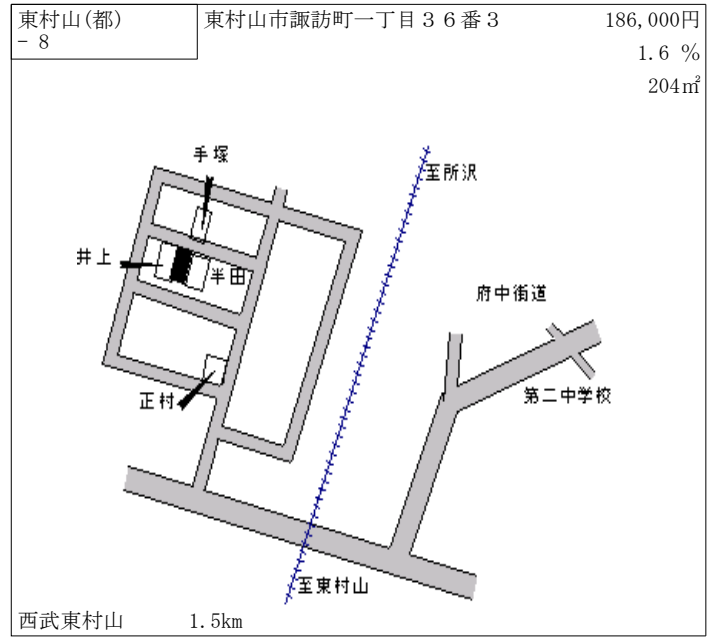 東村山(都)
- 8
東村山市諏訪町一丁目３６番３
186,000円
1.6 %
204㎡
手塚
至所沢
井上
半田
府中街道
第二中学校
正村
至東村山
西武東村山 1.5km